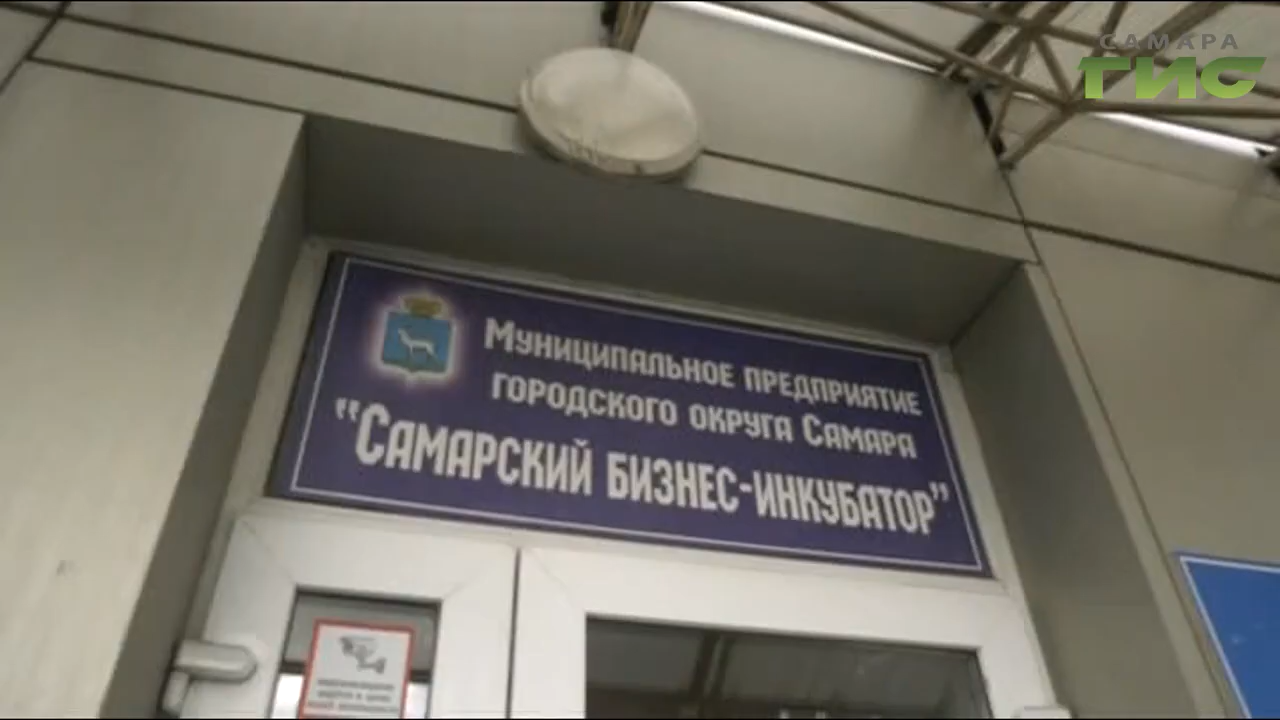 САМАРА
ГИС
Муниципальное предприятие
городского округа Самара
"Самарский бизнес-инкубатор"